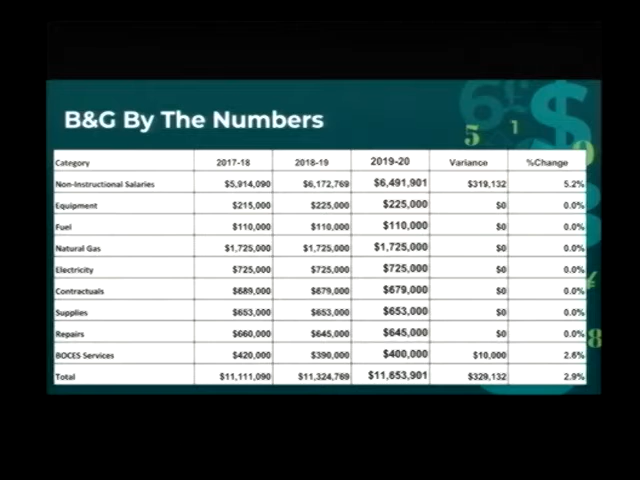 B&G By The Numbers
5 1 $
Category 2017-18 2018-19 2019-20 Variance %Change
Non-Instructional Salaries $5,914,090 $6,172,769 $6,491,901 $319,132 5.2%
Equipment $215,000 $225,000 $225,000 $0 0.0%
Fuel $110,000 $110,000 $110,000 $0 0.0%
Natural Gas $1,725,000 $1,725,000 $1,725,000 $0 0.0%
Electricity $725,000 $725,000 $725,000 $0 0.0%
Contractuals $689,000 $679,000 $679,000 $0 0.0%
Supplies $653,000 $653,000 $653,000 $0 0.0%
Repairs $660,000 $645,000 $645,000 $0 0.0%
8
BOCES Services $420,000 $390,000 $400,000 $10,000 2.6%
Total $11,111,090 $11,324,769 $11,653,901 $329,132 2.9%